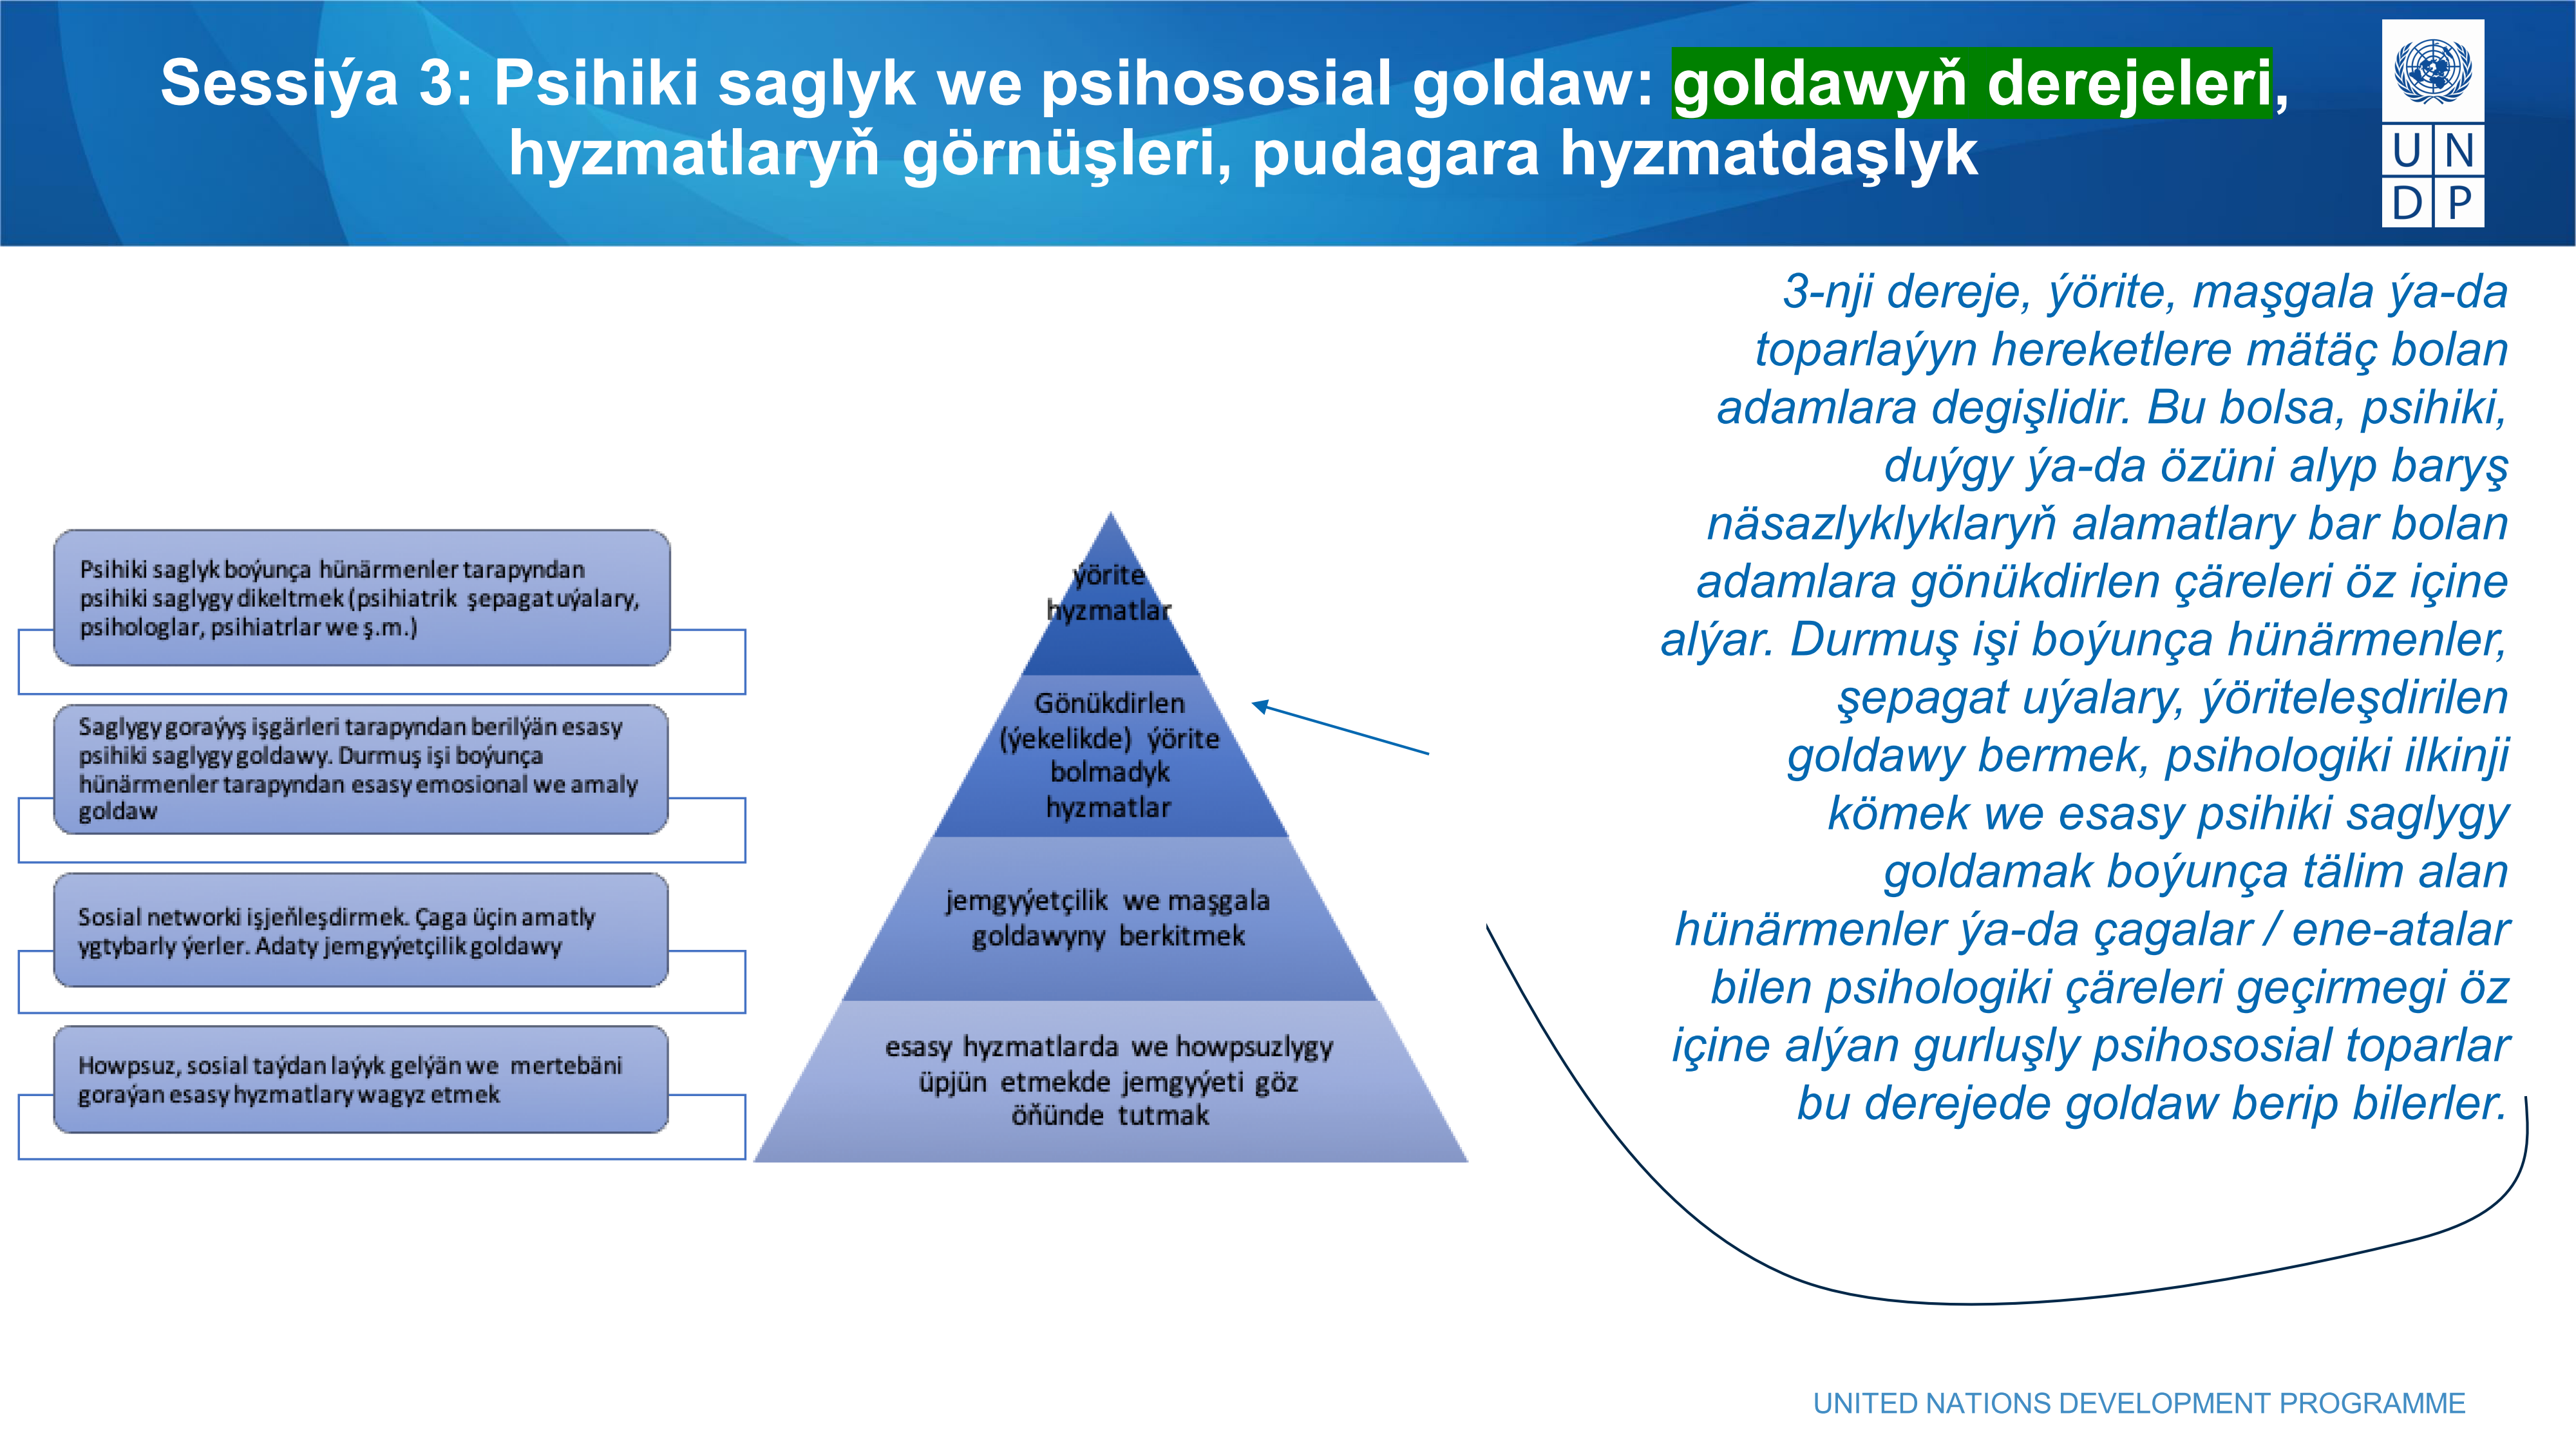 Sessiýa 3: Psihiki saglyk we psihososial goldaw: goldawyň derejeleri,
hyzmatlaryň görnüşleri, pudagara hyzmatdaşlyk
U N
D P
3-nji dereje, ýörite, maşgala ýa-da
toparlaýyn hereketlere mätäç bolan
adamlara degişlidir. Bu bolsa, psihiki,
duýgy ýa-da özüni alyp baryş
näsazlyklyklaryň alamatlary bar bolan
adamlara gönükdirlen çäreleri öz içine
alýar. Durmuş işi boýunça hünärmenler,
şepagat uýalary, ýöriteleşdirilen
goldawy bermek, psihologiki ilkinji
kömek we esasy psihiki saglygy
goldamak boýunça tälim alan
hünärmenler ýa-da çagalar / ene-atalar
bilen psihologiki çäreleri geçirmegi öz
içine alýan gurluşly psihososial toparlar
bu derejede goldaw berip bilerler.
Psihiki saglyk boýunça hünärmenler tarapyndan
psihiki saglygy dikeltmek (psihiatrik şepagat uýalary,
psihologlar, psihiatrlar we ş.m.)
Saglygy goraýyş işgärleri tarapyndan berilýän esasy
psihiki saglygy goldawy. Durmuş işi boýunça
hünärmenler tarapyndan esasy emosional we amaly
goldaw
Sosial networki işjeňleşdirmek. Çaga üçin amatly
ygtybarly ýerler. Adaty jemgyýetçilik goldawy
Howpsuz, sosial taýdan laýyk gelýän we mertebäni
goraýan esasy hyzmatlary wagyz etmek
ýörite
hyzmatlar
Gönükdirlen
(ýekelikde) ýörite
bolmadyk
hyzmatlar
jemgyýetçilik we maşgala
goldawyny berkitmek
esasy hyzmatlarda we howpsuzlygy
üpjün etmekde jemgyýeti göz
öňünde tutmak
UNITED NATIONS DEVELOPMENT PROGRAMME